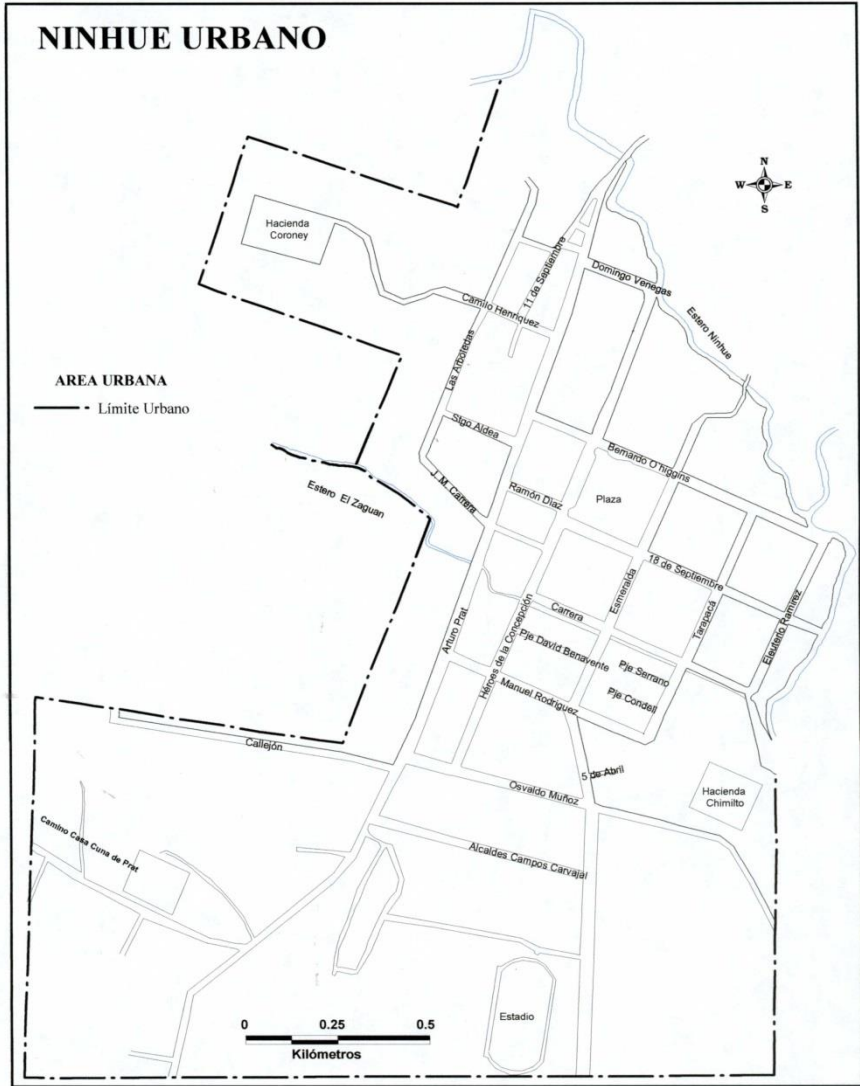 NINHUE URBANO
N
W E
S
Hacienda
Coroney
11 de Septiembre
Domingo Venegas
Camilo Henriquez
Estero Ninhue
Las Arboledas
AREA URBANA
Límite Urbano
Stgo Aldea
Bernardo O'higgins
J. M. Carrera
Ramón Diaz
Plaza
Estero El Zaguan
18 de Septiembre
Esmeralda
Carrera
Tarapacá
Eleuterio Ramirez
Arturo Prat
Héroes de la Concepción
Pje David Benavente
Pje Serrano
Pje Condell
Manuel Rodriguez
Callejón
5 de Abril
Osvaldo Muñoz
Hacienda
Chimilto
Camino Casa Cuna de Prat
Alcaldes Campos Carvajal
Estadio
0 0.25 0.5
Kilómetros